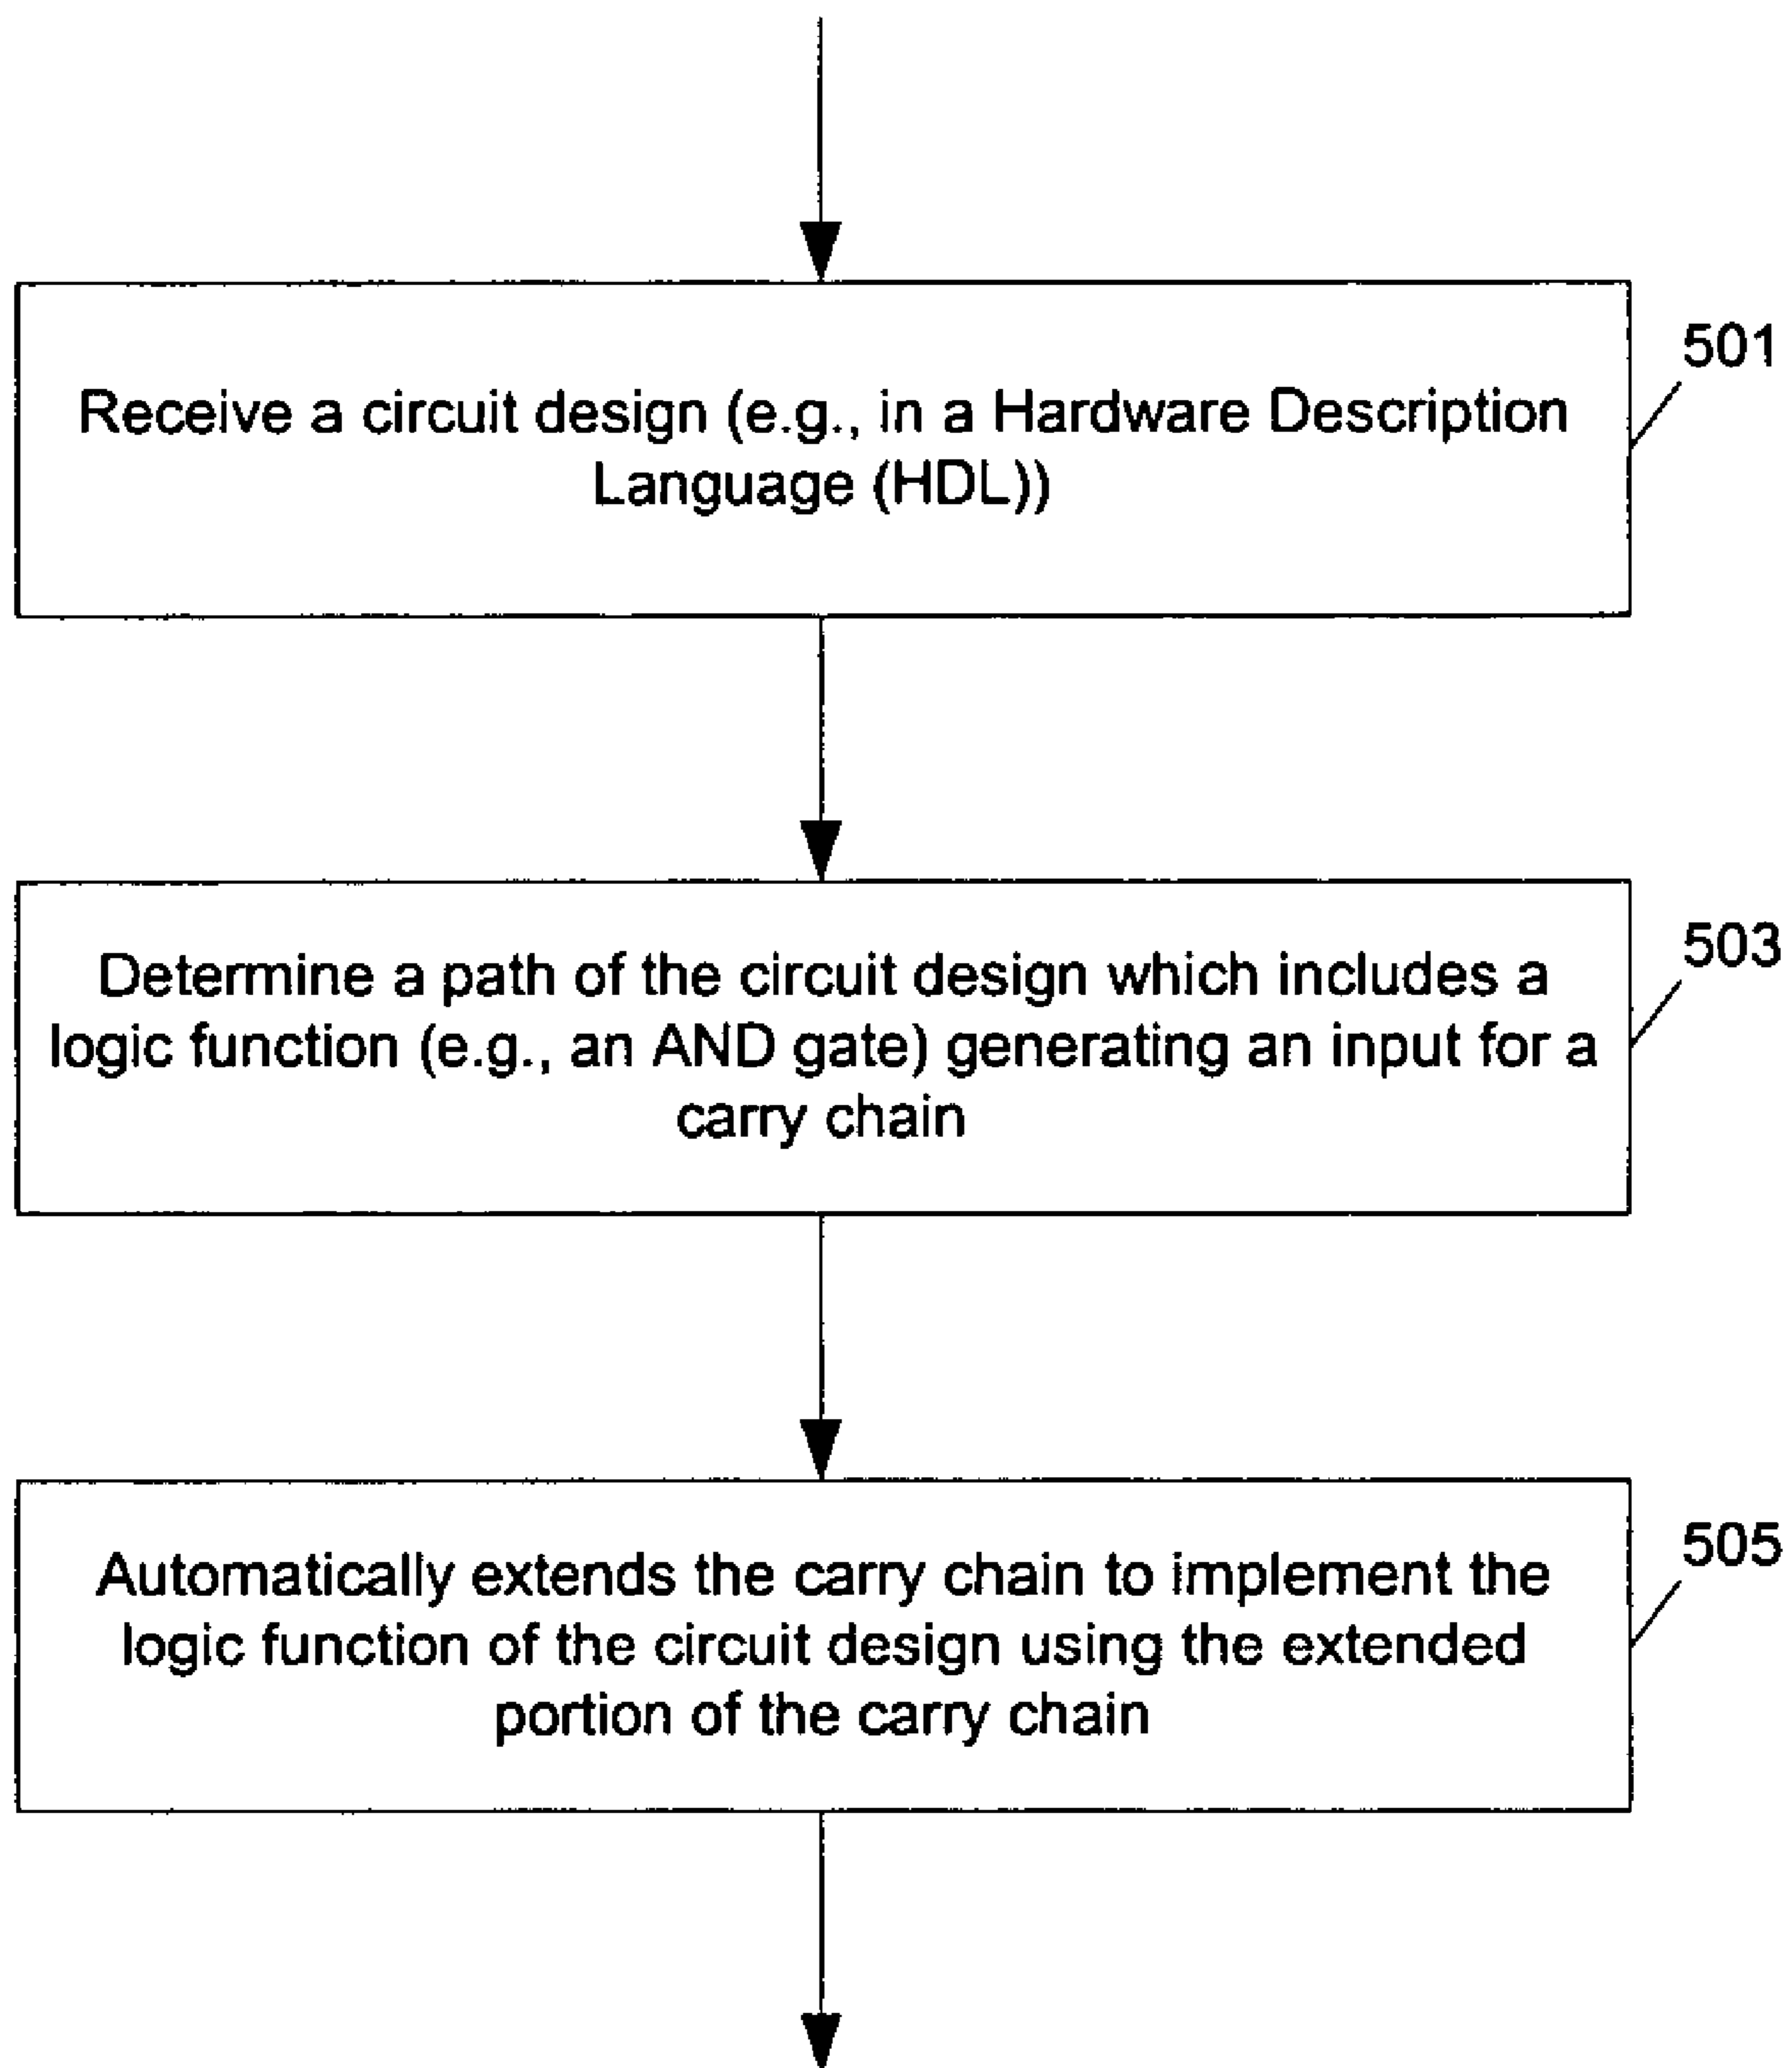 501
Receive a circuit design (e.g., in a Hardware Description
Language (HDL))
503
Determine a path of the circuit design which includes a
logic function (e.g., an AND gate) generating an input for a
carry chain
505
Automatically extends the carry chain to implement the
logic function of the circuit design using the extended
portion of the carry chain